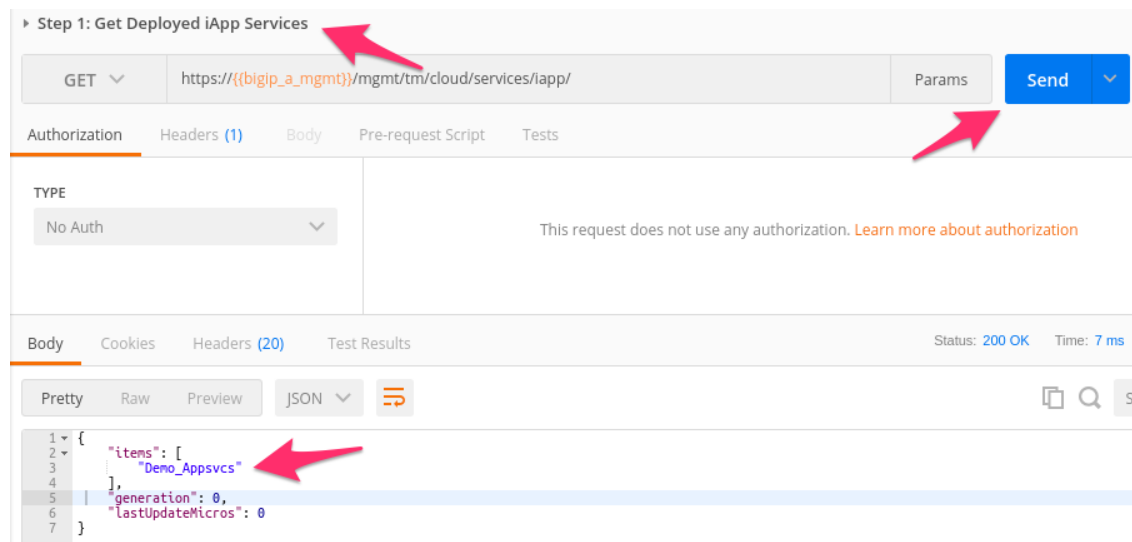 Step 1: Get Deployed iApp Services
GET https://{{bigip_a_mgmt}}/mgmt/tm/cloud/services/iapp/ Params Send
Authorization Headers (1) Body Pre-request Script Tests
TYPE
No Auth
This request does not use any authorization. Learn more about authorization
Body Cookies Headers (20) Test Results Status: 200 OK Time: 7 ms
Pretty Raw Preview JSON S
1 {
2 "items": [
3 "Demo_Appsvcs"
4 ],
5 "generation": 0,
6 "lastUpdateMicros": 0
7 }